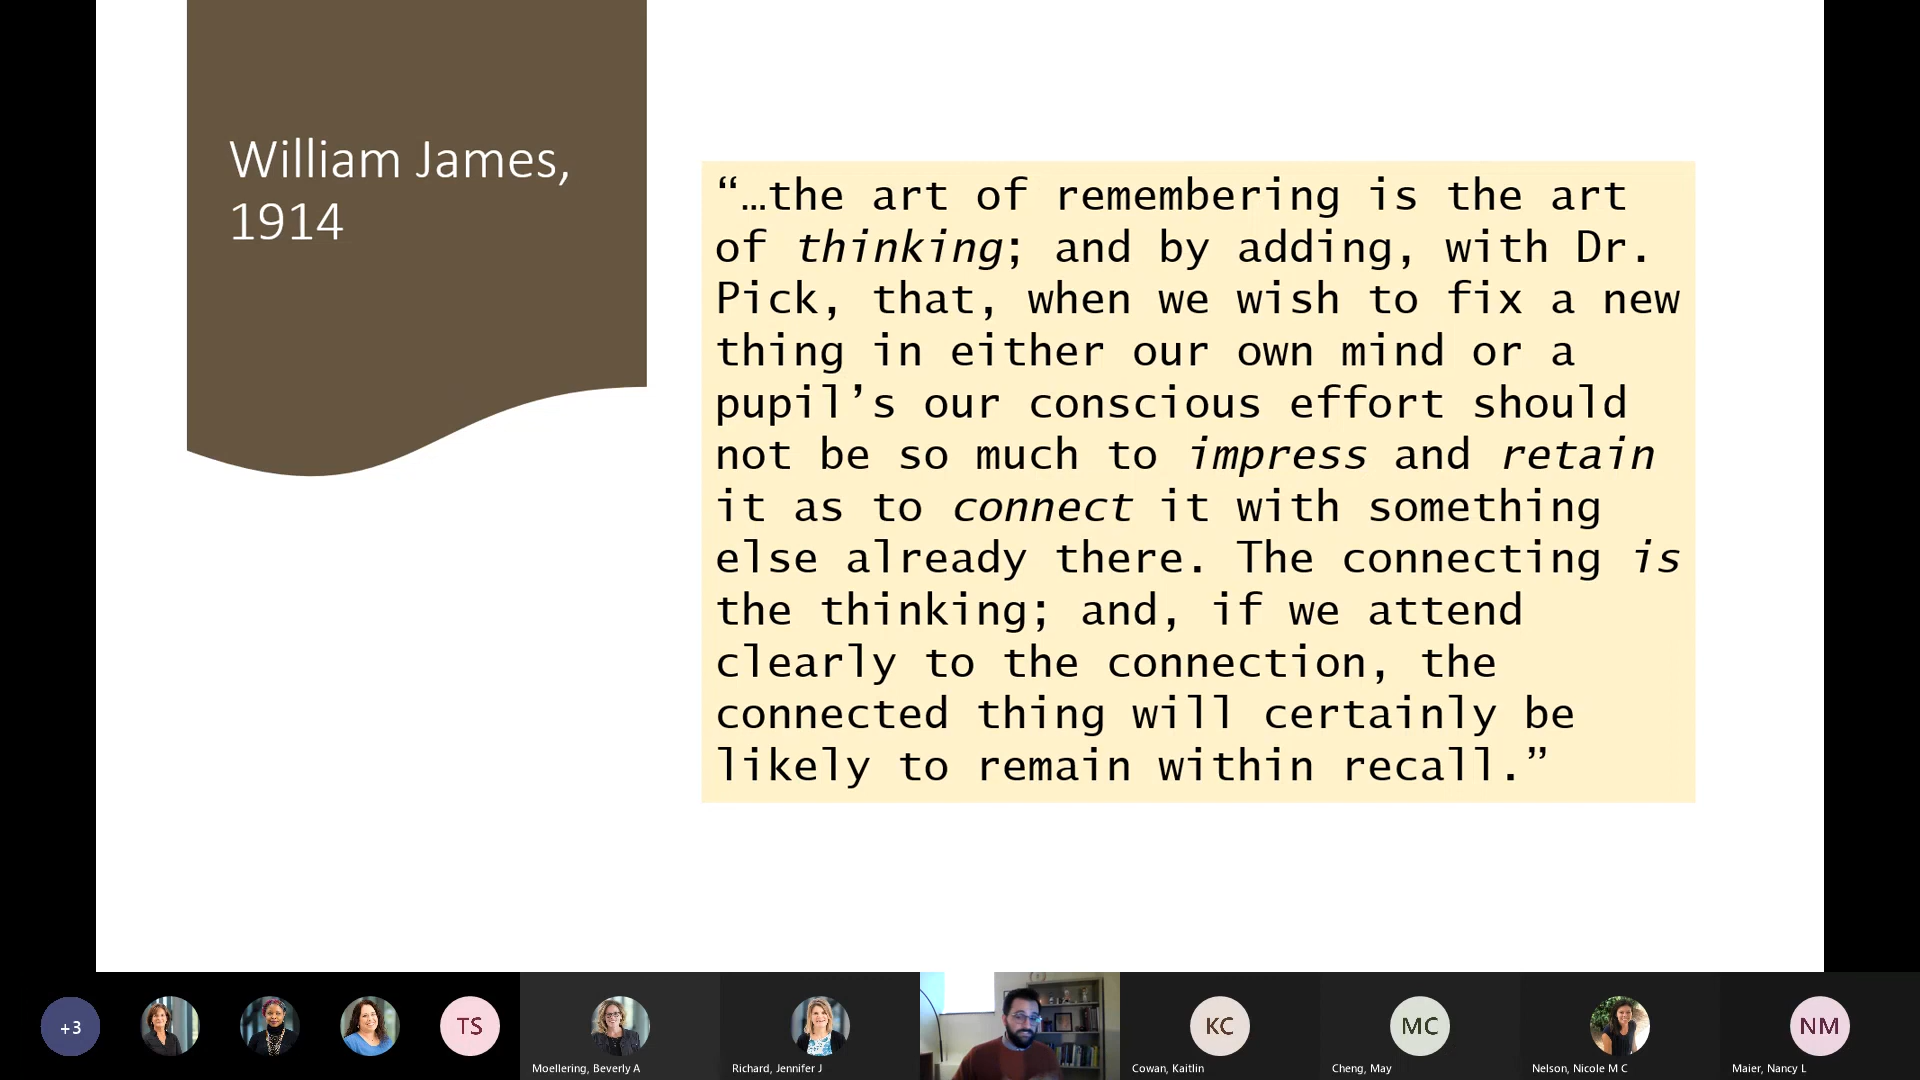 William James,
1914
“…the art of remembering is the art
of thinking; and by adding, with Dr.
Pick, that, when we wish to fix a new
thing in either our own mind or a
pupil’s our conscious effort should
not be so much to impress and retain
it as to connect it with something
else already there. The connecting is
the thinking; and, if we attend
clearly to the connection, the
connected thing will certainly be
likely to remain within recall.”
+3
TS
KC
MC
NM
Moellering, Beverly A
Richard, Jennifer J
Cowan, Kaitlin
Cheng, May
Nelson, Nicole M C
Maier, Nancy L